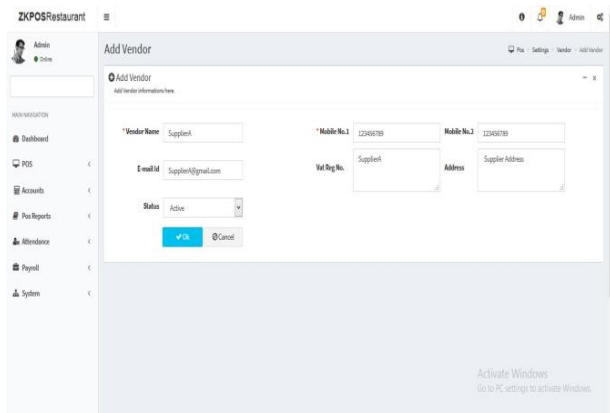 ZKPOSRestaurant
Admin
Admin
Online
Add Vendor
Pos - Settings - Vendor - Add Vendor
Add Vendor
Add Vendor informations here.
MAIN NAVIGATION
Dashboard
POS
Accounts
Pos Reports
Attendance
Payroll
System
*Vendor Name SupplierA
*Mobile No.1 123456789
Mobile No.2 123456789
E-mail Id SupplierA@gmail.com
Vat Reg No. SupplierA
Address Supplier Address
Status Active
Ok Cancel
Activate Windows
Go to PC settings to activate Windows.